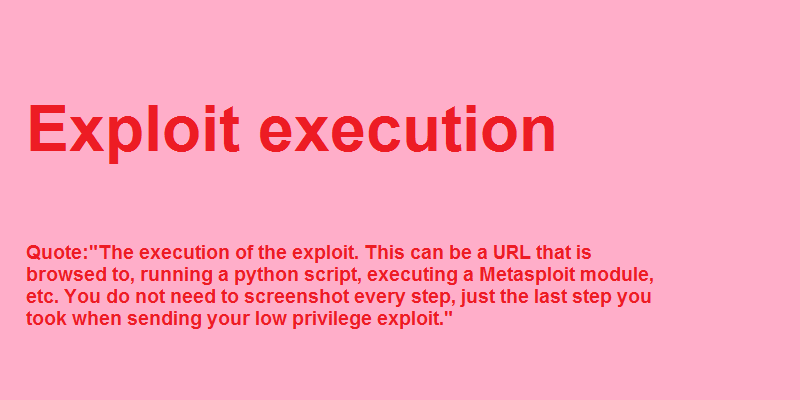 Exploit execution
Quote:"The execution of the exploit. This can be a URL that is
browsed to, running a python script, executing a Metasploit module,
etc. You do not need to screenshot every step, just the last step you
took when sending your low privilege exploit."